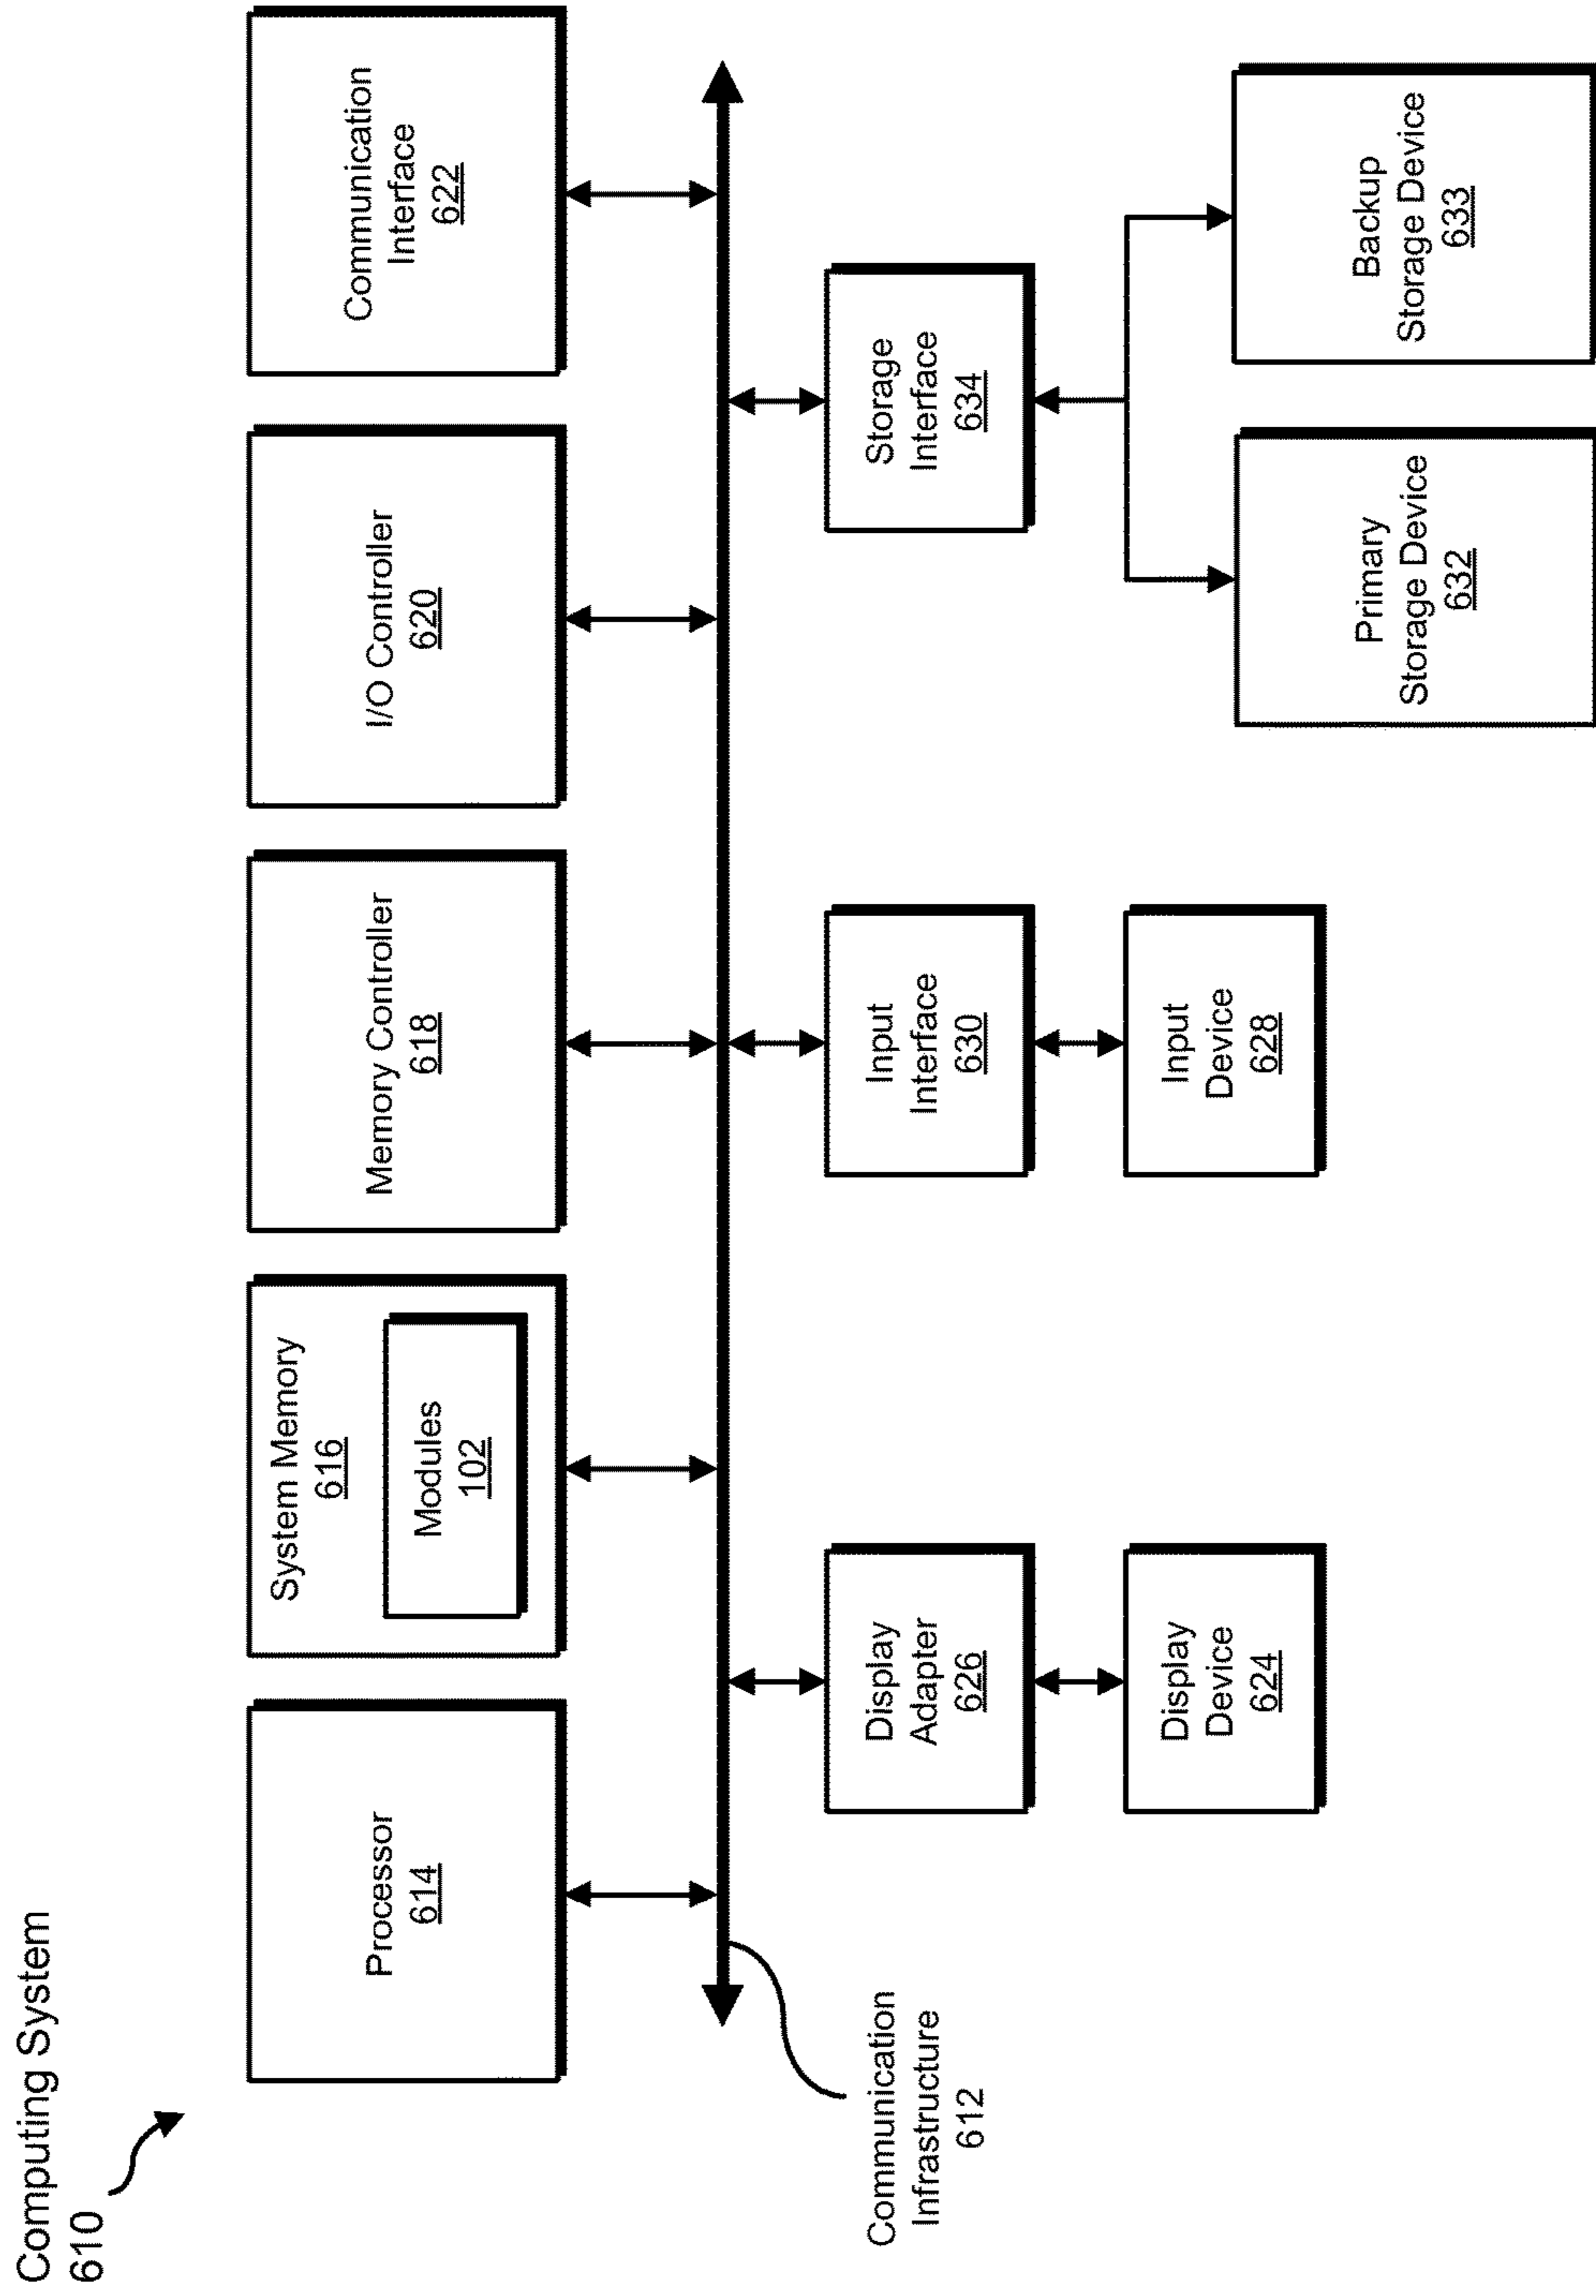 Computing System
610
Processor
614
System Memory
616
Modules
102
Memory Controller
618
I/O Controller
620
Communication
Interface
622
Communication
Infrastructure
612
Display
Adapter
626
Input
Interface
630
Storage
Interface
634
Display
Device
624
Input
Device
628
Primary
Storage Device
632
Backup
Storage Device
633